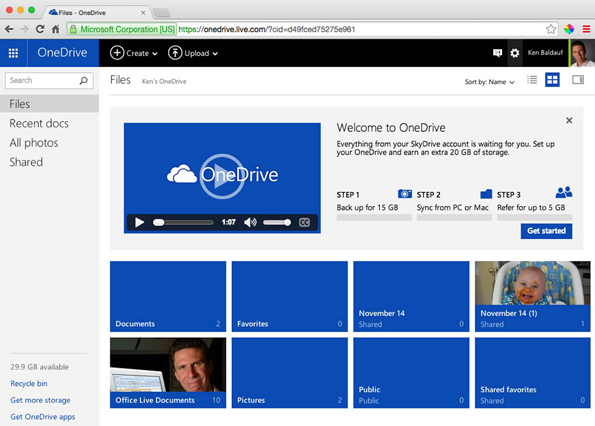 Files - OneDrive
Microsoft Corporation [US] https://onedrive.live.com/?cid=d49fced75275e961
OneDrive
Create
Upload
Ken Baldauf
Search
Files
Recent docs
All photos
Shared
29.9 GB available
Recycle bin
Get more storage
Get OneDrive apps
Files Ken's OneDrive
Sort by: Name
OneDrive
1:07
CC
Welcome to OneDrive
Everything from your SkyDrive account is waiting for you. Set up
your OneDrive and earn an extra 20 GB of storage.
STEP 1
Back up for 15 GB
STEP 2
Sync from PC or Mac
STEP 3
Refer for up to 5 GB
Get started
Documents 2
Favorites 0
November 14
Shared 0
November 14 (1)
Shared 1
Office Live Documents 10
Pictures 2
Public
Public 0
Shared favorites
Shared 0